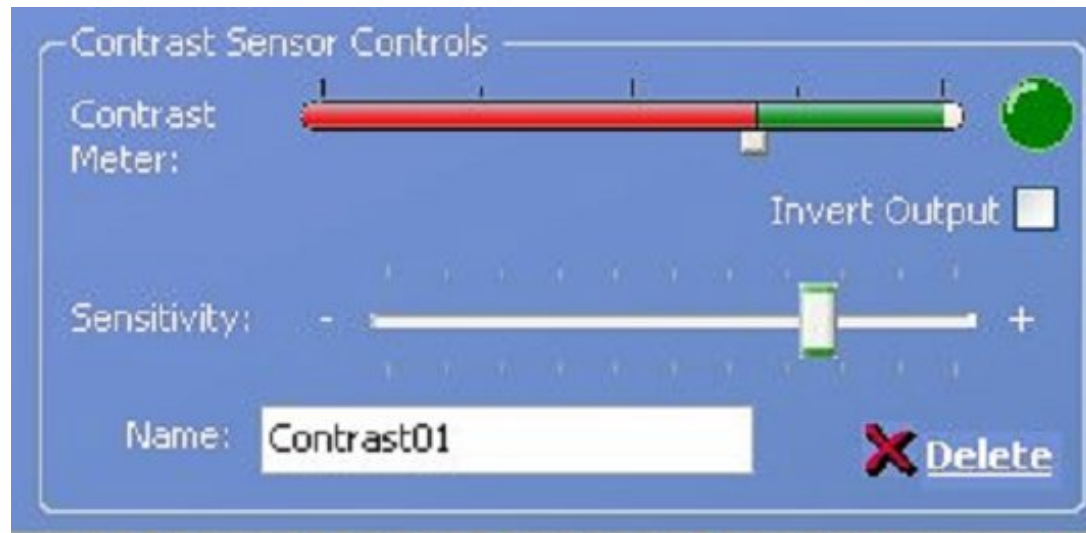 Contrast Sensor Controls
Contrast
Meter:
Invert Output
Sensitivity: - +
Name: Contrast01
Delete